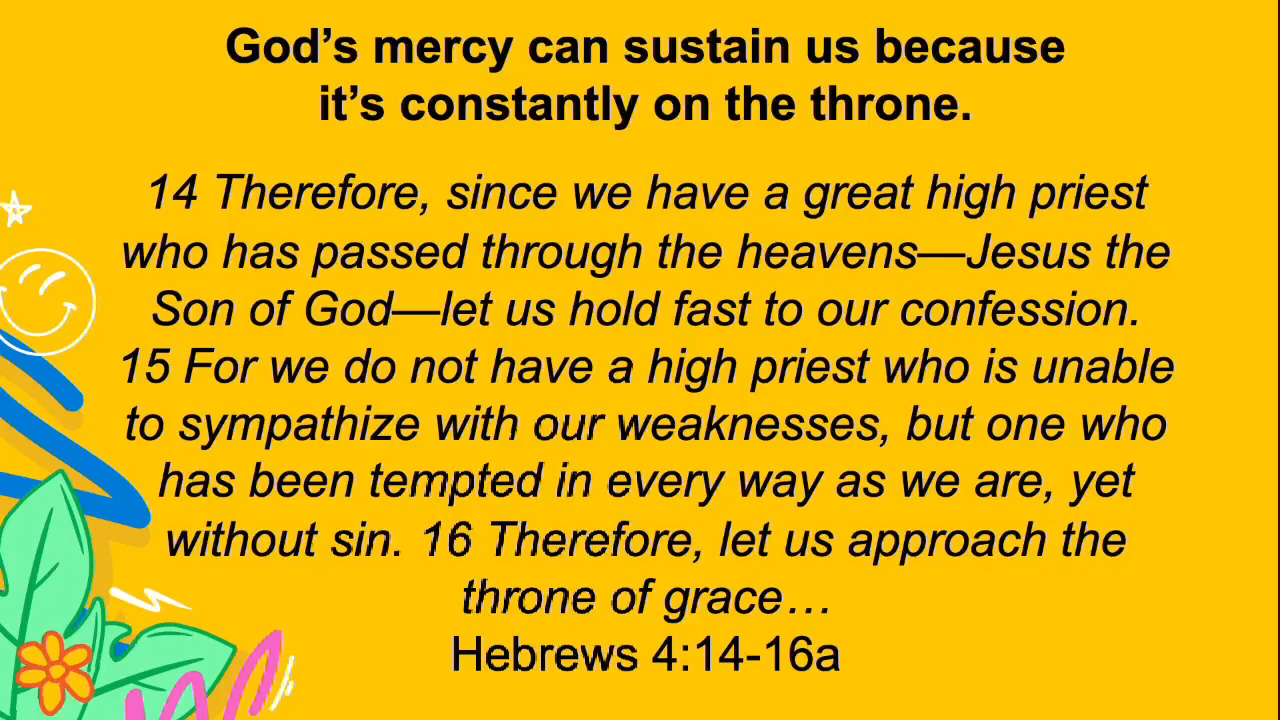 God’s mercy can sustain us because
it’s constantly on the throne.
14 Therefore, since we have a great high priest
who has passed through the heavens—Jesus the
Son of God—let us hold fast to our confession.
15 For we do not have a high priest who is unable
to sympathize with our weaknesses, but one who
has been tempted in every way as we are, yet
without sin. 16 Therefore, let us approach the
throne of grace…
Hebrews 4:14-16a